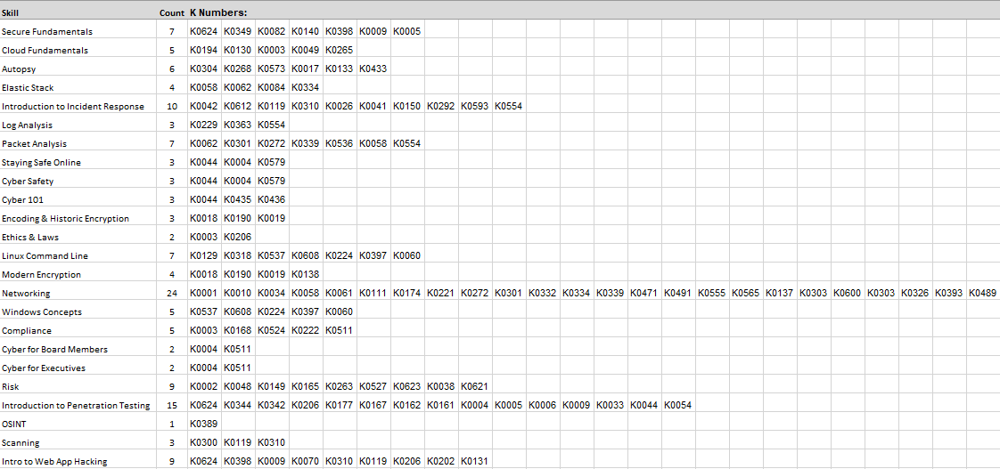 Skill Count K Numbers:
Secure Fundamentals 7 K0624 K0349 K0082 K0140 K0398 K0009 K0005
Cloud Fundamentals 5 K0194 K0130 K0003 K0049 K0265
Autopsy 6 K0304 K0268 K0573 K0017 K0133 K0433
Elastic Stack 4 K0058 K0062 K0084 K0334
Introduction to Incident Response 10 K0042 K0612 K0119 K0310 K0026 K0041 K0150 K0292 K0593 K0554
Log Analysis 3 K0229 K0363 K0554
Packet Analysis 7 K0062 K0301 K0272 K0339 K0536 K0058 K0554
Staying Safe Online 3 K0044 K0004 K0579
Cyber Safety 3 K0044 K0004 K0579
Cyber 101 3 K0044 K0435 K0436
Encoding & Historic Encryption 3 K0018 K0190 K0019
Ethics & Laws 2 K0003 K0206
Linux Command Line 7 K0129 K0318 K0537 K0608 K0224 K0397 K0060
Modern Encryption 4 K0018 K0190 K0019 K0138
Networking 24 K0001 K0010 K0034 K0058 K0061 K0111 K0174 K0221 K0272 K0301 K0332 K0334 K0339 K0471 K0491 K0555 K0565 K0137 K0303 K0600 K0303 K0326 K0393 K0489
Windows Concepts 5 K0537 K0608 K0224 K0397 K0060
Compliance 5 K0003 K0168 K0524 K0222 K0511
Cyber for Board Members 2 K0004 K0511
Cyber for Executives 2 K0004 K0511
Risk 9 K0002 K0048 K0149 K0165 K0263 K0527 K0623 K0038 K0621
Introduction to Penetration Testing 15 K0624 K0344 K0342 K0206 K0177 K0167 K0162 K0161 K0004 K0005 K0006 K0009 K0033 K0044 K0054
OSINT 1 K0389
Scanning 3 K0300 K0119 K0310
Intro to Web App Hacking 9 K0624 K0398 K0009 K0070 K0310 K0119 K0206 K0202 K0131